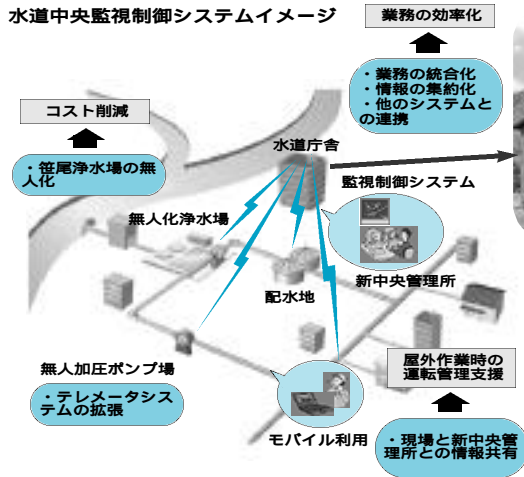 水道中央監視制御システムイメージ
業務の効率化
・業務の統合化
・情報の集約化
・他のシステムと
の連携
コスト削減
・笹尾浄水場の無
人化
水道庁舎
監視制御システム
無人化浄水場
新中央管理所
配水地
無人加圧ポンプ場
・テレメータシス
テムの拡張
屋外作業時の
運転管理支援
モバイル利用
・現場と新中央管
理所との情報共有